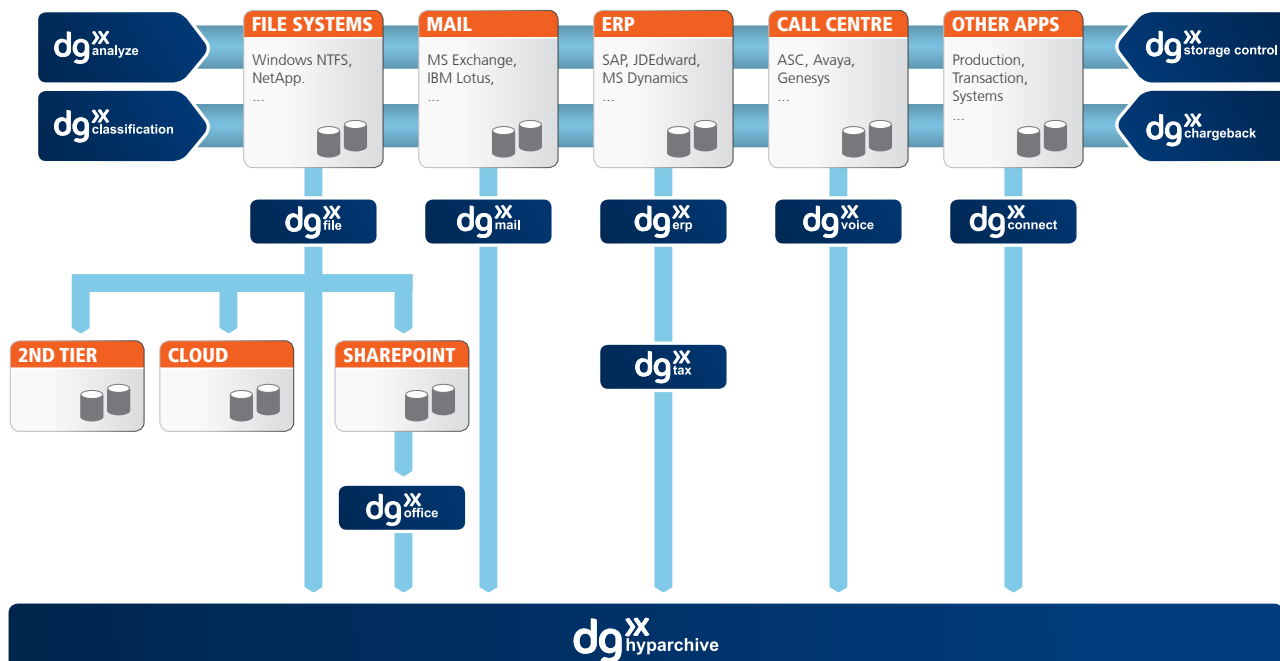 dg analyze
FILE SYSTEMS
Windows NTFS,
NetApp.
...
MAIL
MS Exchange,
IBM Lotus,
...
ERP
SAP, JDEdward,
MS Dynamics
...
CALL CENTRE
ASC, Avaya,
Genesys
...
OTHER APPS
Production,
Transaction,
Systems
...
dg storage control
dg classification
dg chargeback
dg file
dg mail
dg erp
dg voice
dg connect
2ND TIER
CLOUD
SHAREPOINT
dg tax
dg office
dg hyparchive